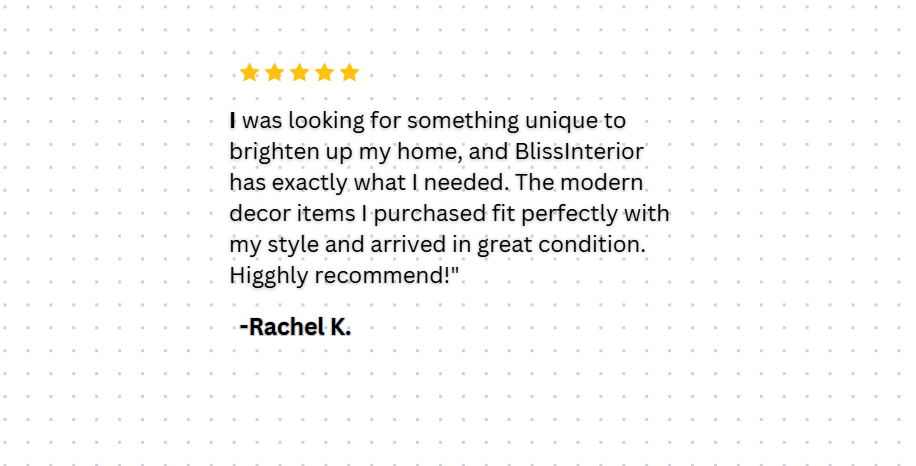 I was looking for something unique to
brighten up my home, and BlissInterior
has exactly what I needed. The modern
decor items I purchased fit perfectly with
my style and arrived in great condition.
Higghly recommend!"
-Rachel K.